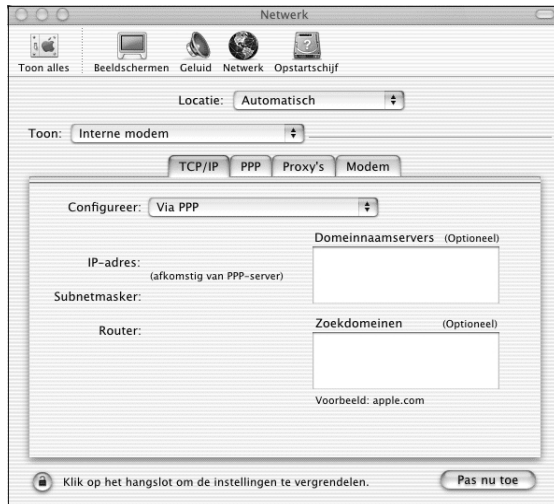 Netwerk
Toon alles Beeldschermen Geluid Netwerk Opstartschijf
Locatie: Automatisch
Toon: Interne modem
TCP/IP PPP Proxy's Modem
Configureer: Via PPP
Domeinnaamservers (Optioneel)
IP-adres:
(afkomstig van PPP-server)
Subnetmasker:
Router:
Zoekdomeinen (Optioneel)
Voorbeeld: apple.com
Klik op het hangslot om de instellingen te vergrendelen.
Pas nu toe